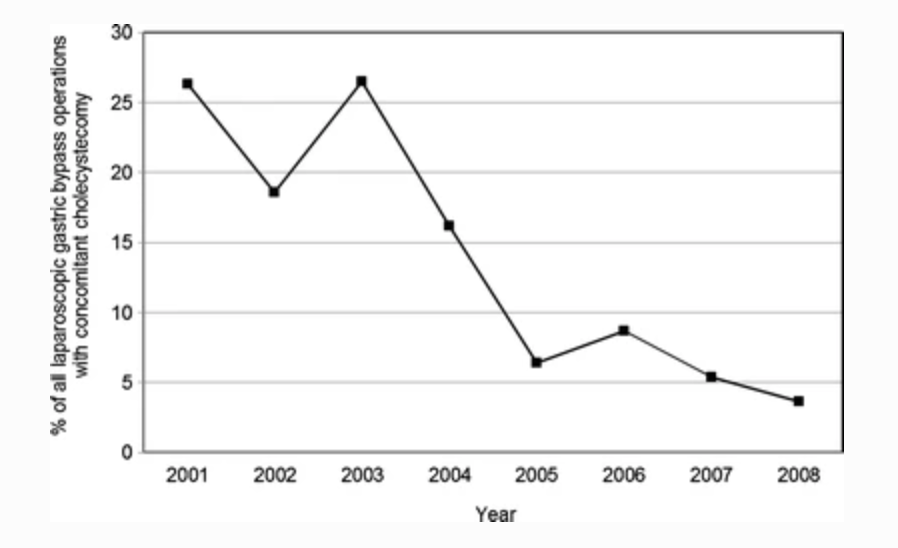 % of all laparoscopic gastric bypass operations
with concomitant cholecystecomy
30
25
20
15
10
5
0
2001 2002 2003 2004 2005 2006 2007 2008
Year